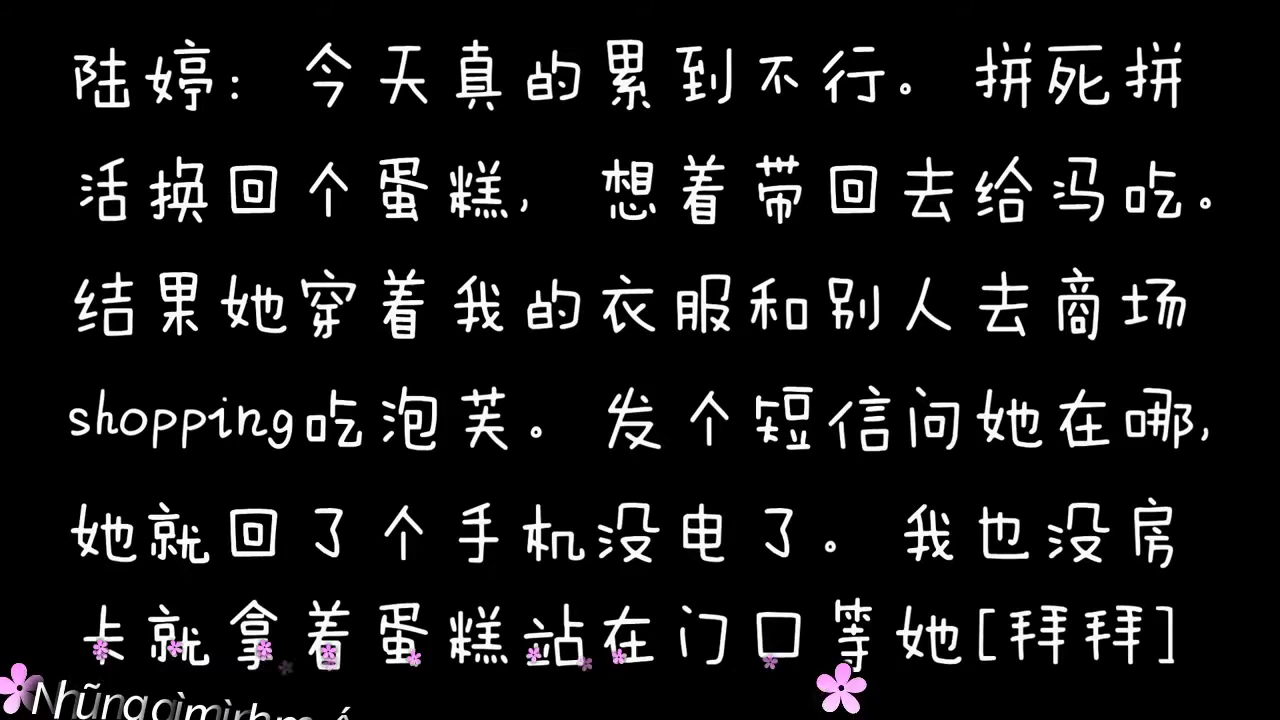 陆婷：今天真的累到不行。拼死拼
活换回个蛋糕，想着带回去给冯吃。
结果她穿着我的衣服和别人去商场
shopping吃泡芙。发个短信问她在哪，
她就回了个手机没电了。我也没房
卡就拿着蛋糕站在门口等她[拜拜]
Những